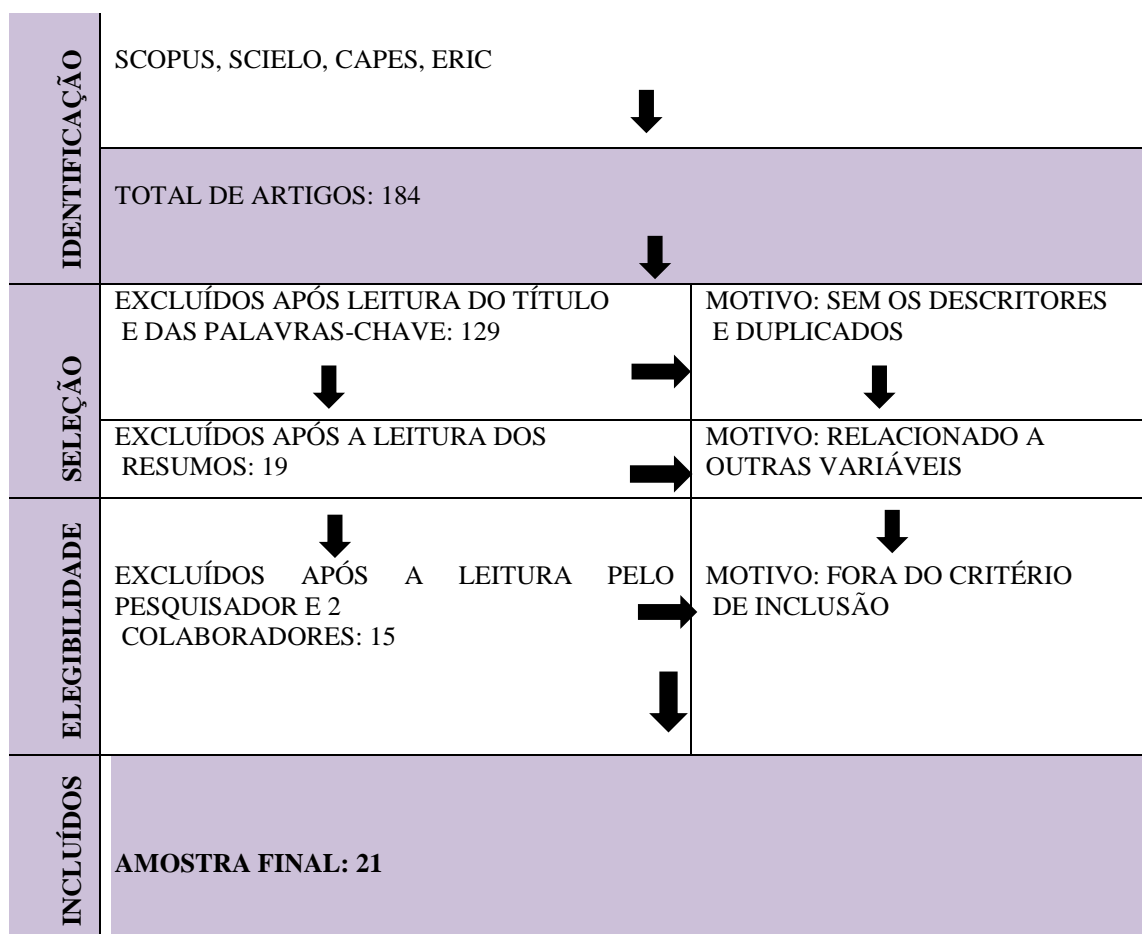 IDENTIFICAÇÃO
SCOPUS, SCIELO, CAPES, ERIC
TOTAL DE ARTIGOS: 184
SELEÇÃO
EXCLUÍDOS APÓS LEITURA DO TÍTULO
E DAS PALAVRAS-CHAVE: 129
MOTIVO: SEM OS DESCRITORES
E DUPLICADOS
EXCLUÍDOS APÓS A LEITURA DOS
RESUMOS: 19
MOTIVO: RELACIONADO A
OUTRAS VARIÁVEIS
ELEGIBILIDADE
EXCLUÍDOS APÓS A LEITURA PELO
PESQUISADOR E 2
COLABORADORES: 15
MOTIVO: FORA DO CRITÉRIO
DE INCLUSÃO
INCLUÍDOS
AMOSTRA FINAL: 21